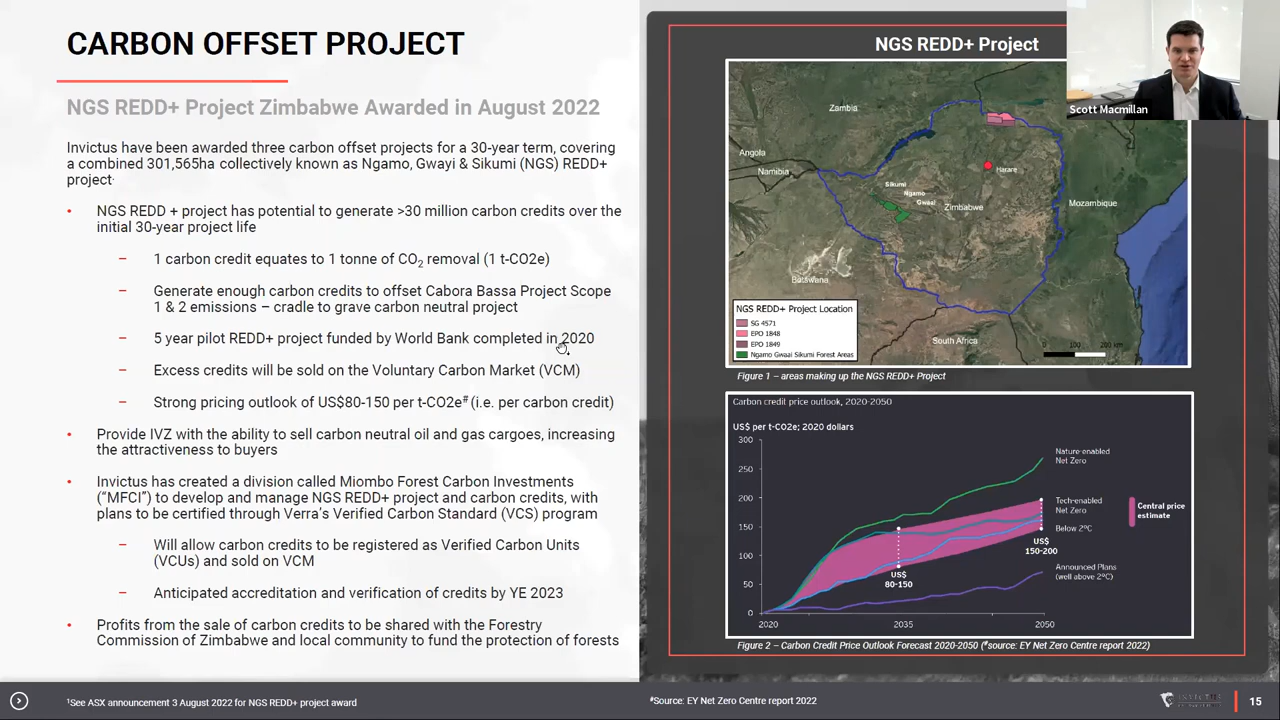 CARBON OFFSET PROJECT
NGS REDD+ Project Zimbabwe Awarded in August 2022
Invictus have been awarded three carbon offset projects for a 30-year term, covering
a combined 301,565ha collectively known as Ngamo, Gwayi & Sikumi (NGS) REDD+
project
• NGS REDD + project has potential to generate >30 million carbon credits over the
initial 30-year project life
– 1 carbon credit equates to 1 tonne of CO2 removal (1 t-CO2e)
– Generate enough carbon credits to offset Cabora Bassa Project Scope
1 & 2 emissions – cradle to grave carbon neutral project
– 5 year pilot REDD+ project funded by World Bank completed in 2020
– Excess credits will be sold on the Voluntary Carbon Market (VCM)
– Strong pricing outlook of US$80-150 per t-CO2e# (i.e. per carbon credit)
• Provide IVZ with the ability to sell carbon neutral oil and gas cargoes, increasing
the attractiveness to buyers
• Invictus has created a division called Miombo Forest Carbon Investments
(“MFCI”) to develop and manage NGS REDD+ project and carbon credits, with
plans to be certified through Verra's Verified Carbon Standard (VCS) program
– Will allow carbon credits to be registered as Verified Carbon Units
(VCUs) and sold on VCM
– Anticipated accreditation and verification of credits by YE 2023
• Profits from the sale of carbon credits to be shared with the Forestry
Commission of Zimbabwe and local community to fund the protection of forests
NGS REDD+ Project
Scott Macmillan
Zambia
Angola
Namibia
Harare
Sikumi
Ngamo
Gwaai
Zimbabwe
Mozambique
Botswana
South Africa
NGS REDD+ Project Location
SG 4571
EPO 1848
EPO 1849
Ngamo Gwaai Sikumi Forest Areas
0 100 200 km
Figure 1 – areas making up the NGS REDD+ Project
Carbon credit price outlook, 2020-2050
US$ per t-CO2e; 2020 dollars
300
250
200
150
100
50
0
2020
2035
2050
US$
80-150
US$
150-200
Nature-enabled
Net Zero
Tech-enabled
Net Zero
Below 2ºC
Announced Plans
(well above 2ºC)
Central price
estimate
Figure 2 – Carbon Credit Price Outlook Forecast 2020-2050 (#source: EY Net Zero Centre report 2022)
1See ASX announcement 3 August 2022 for NGS REDD+ project award
#Source: EY Net Zero Centre report 2022
INVICTUS
15